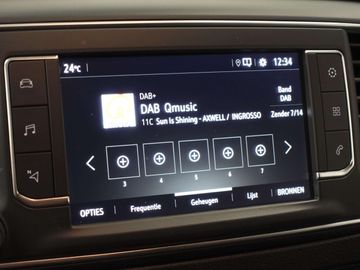 24°C 12:34
DAB+
DAB Qmusic
11C Sun Is Shining - AXWELL / INGROSSO
Band
DAB
Zender 7/14
3 4 5 6 7
OPTIES Frequentie Geheugen Lijst BRONNEN
N